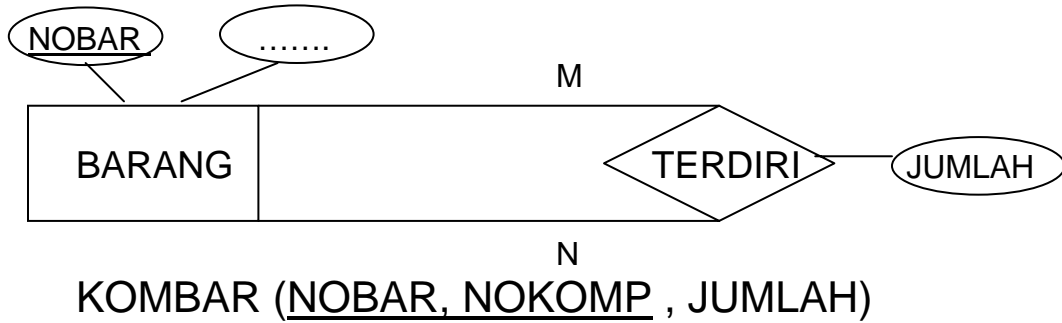 NOBAR
.......
M
BARANG
TERDIRI
JUMLAH
N
KOMBAR (NOBAR, NOKOMP , JUMLAH)